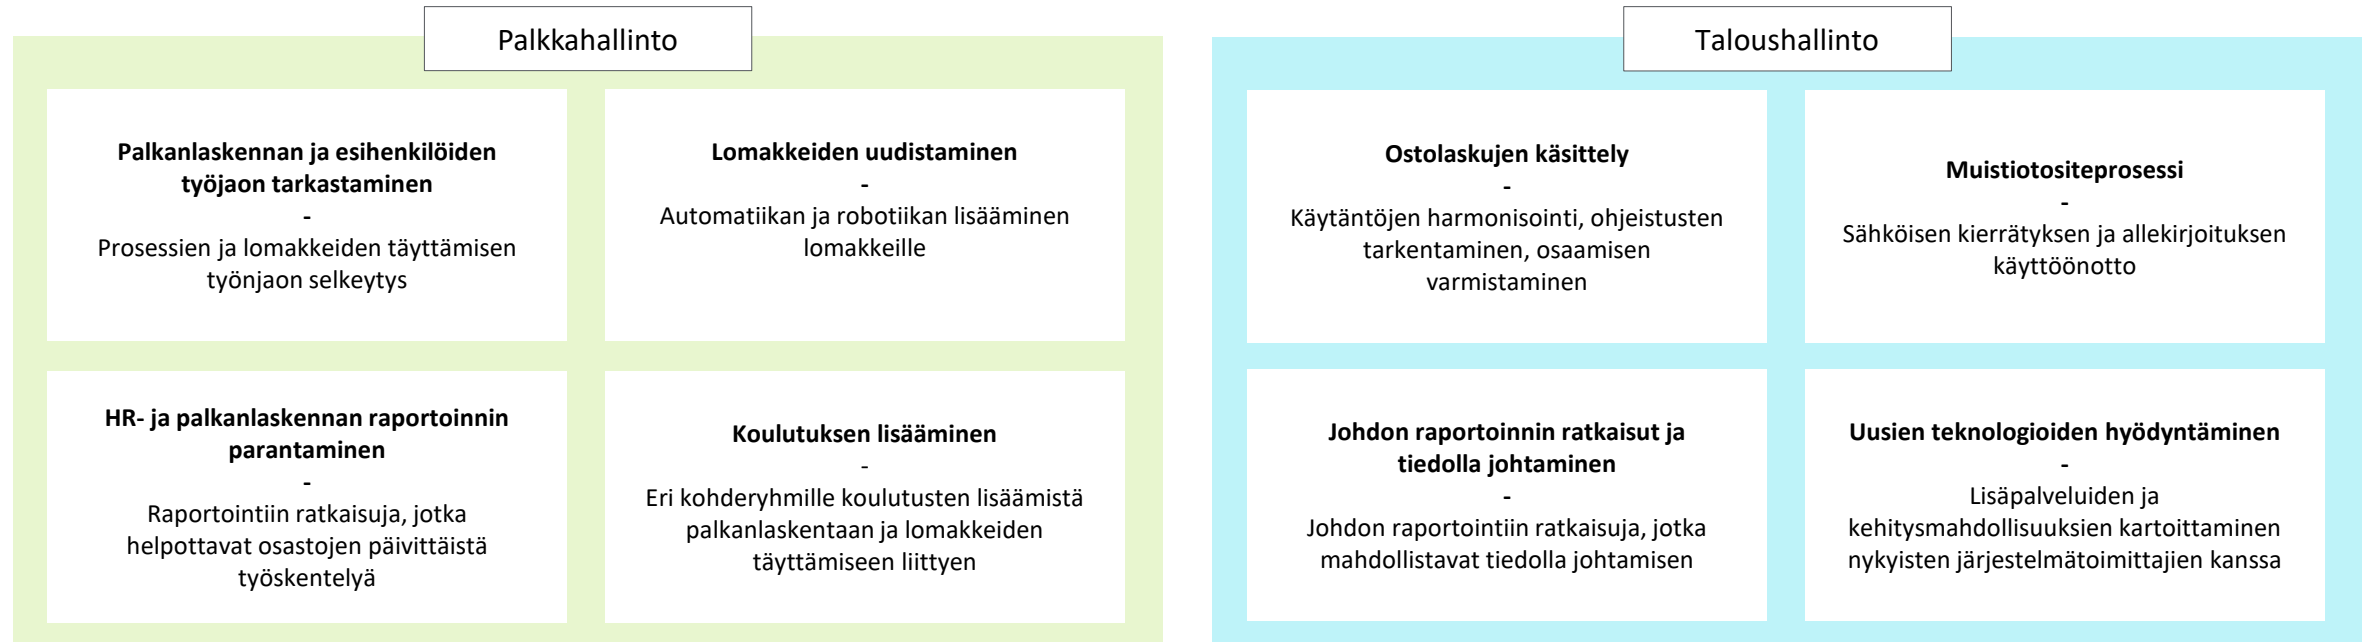 Palkkahallinto
Palkanlaskennan ja esihenkilöiden
työjaon tarkastaminen
-
Prosessien ja lomakkeiden täyttämisen
työnjaon selkeytys
Lomakkeiden uudistaminen
-
Automatiikan ja robotiikan lisääminen
lomakkeille
HR- ja palkanlaskennan raportoinnin
parantaminen
-
Raportointiin ratkaisuja, jotka
helpottavat osastojen päivittäistä
työskentelyä
Koulutuksen lisääminen
-
Eri kohderyhmille koulutusten lisäämistä
palkanlaskentaan ja lomakkeiden
täyttämiseen liittyen
Taloushallinto
Ostolaskujen käsittely
-
Käytäntöjen harmonisointi, ohjeistusten
tarkentaminen, osaamisen
varmistaminen
Muistiotositeprosessi
-
Sähköisen kierrätyksen ja allekirjoituksen
käyttöönotto
Johdon raportoinnin ratkaisut ja
tiedolla johtaminen
-
Johdon raportointiin ratkaisuja, jotka
mahdollistavat tiedolla johtamisen
Uusien teknologioiden hyödyntäminen
-
Lisäpalveluiden ja
kehitysmahdollisuuksien kartoittaminen
nykyisten järjestelmätoimittajien kanssa